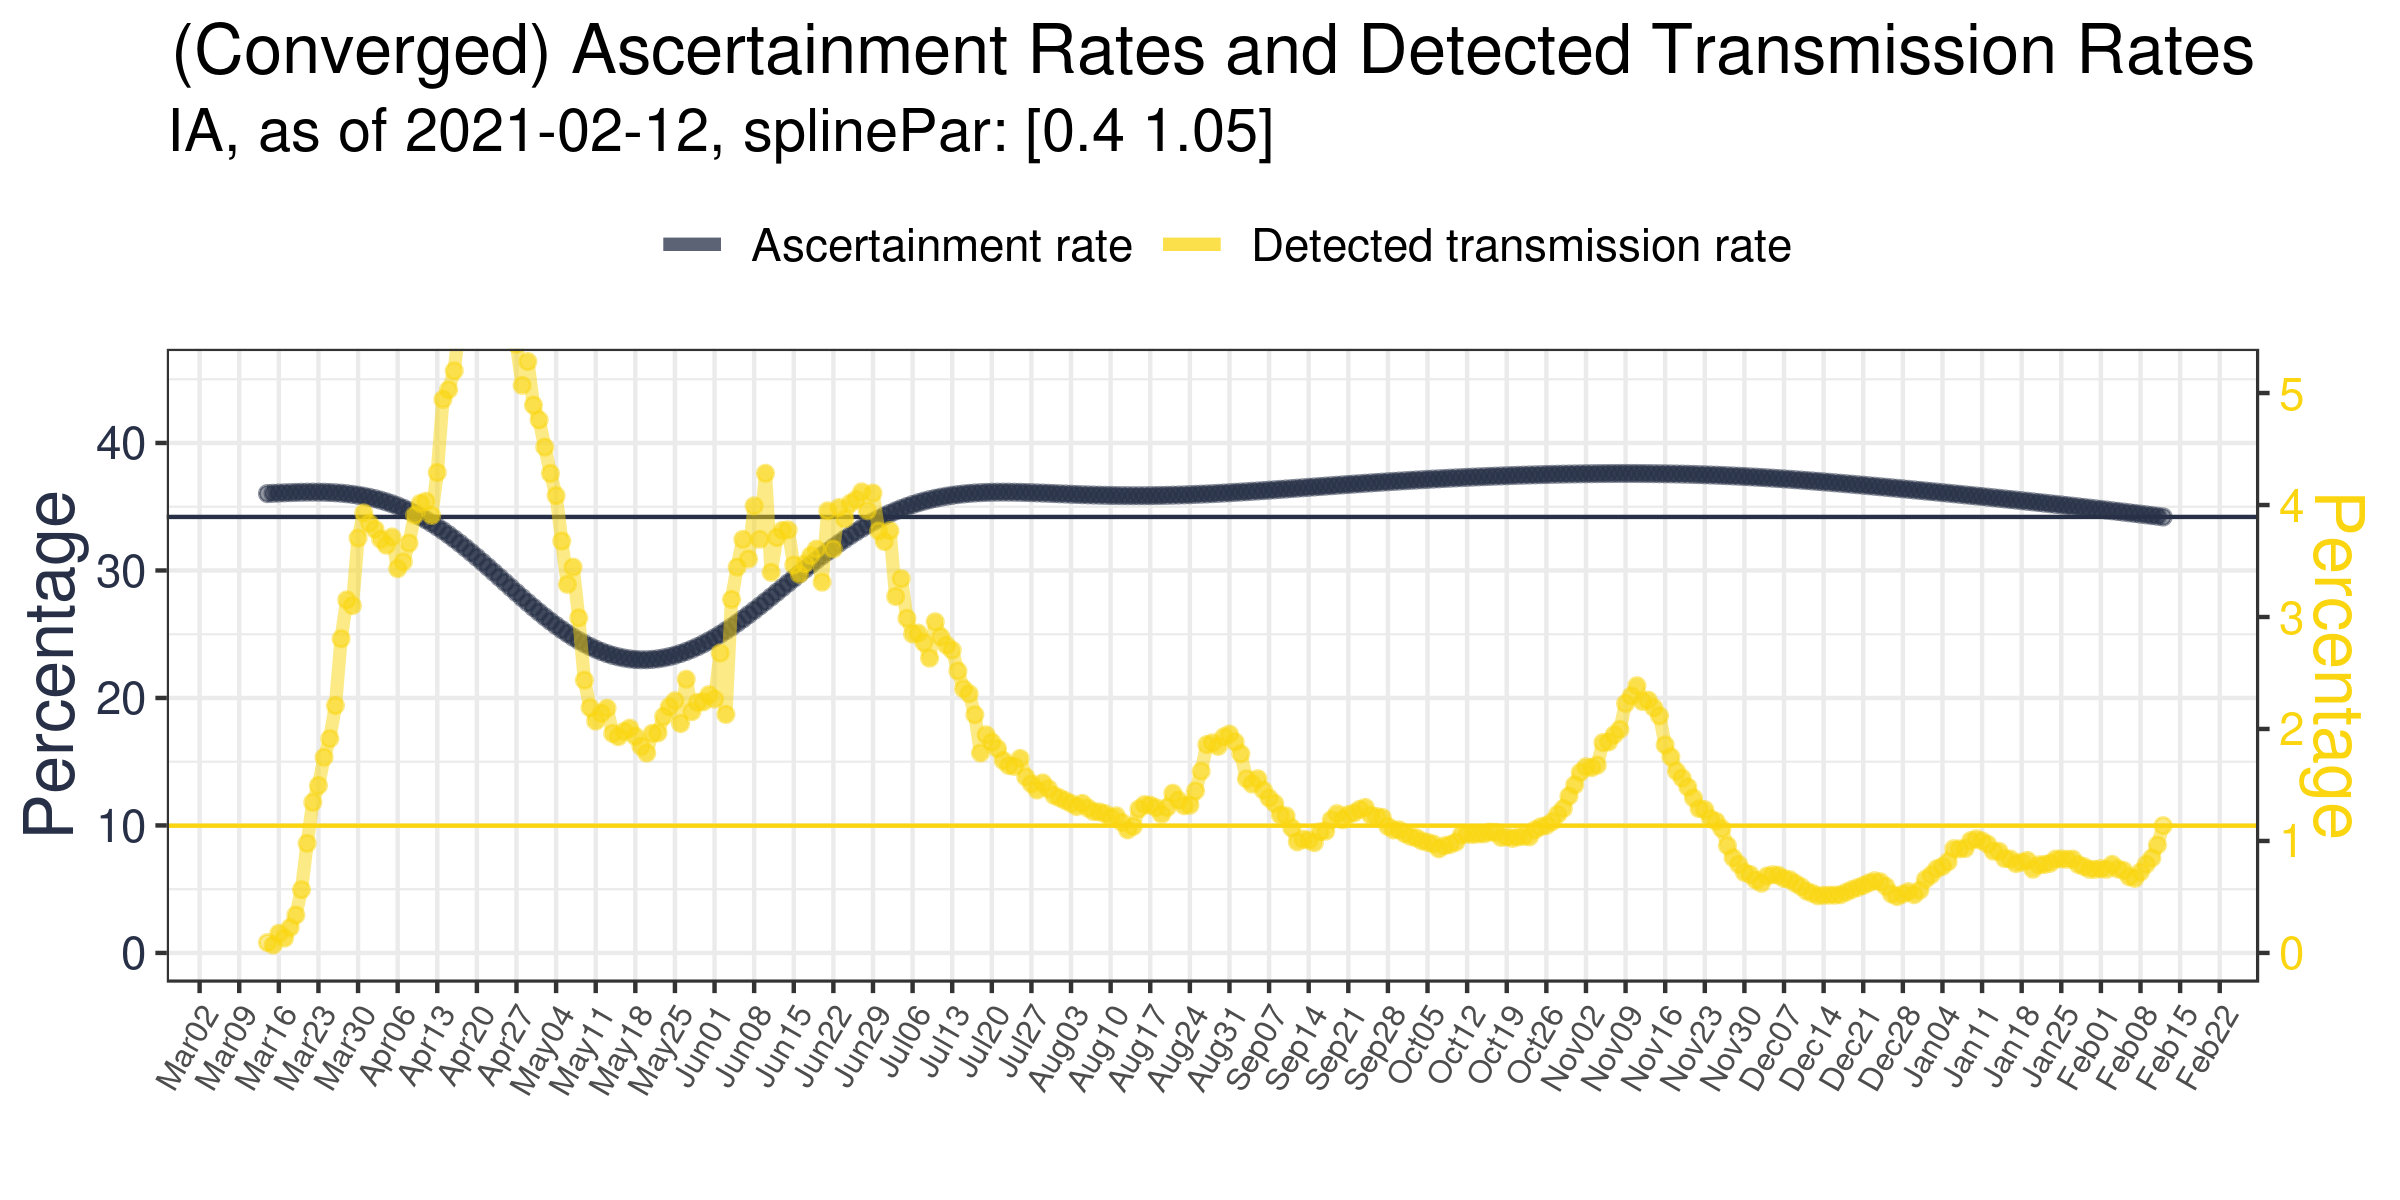 (Converged) Ascertainment Rates and Detected Transmission Rates
IA, as of 2021-02-12, splinePar: [0.4 1.05]
Ascertainment rate Detected transmission rate
Percentage
40
30
20
10
0
5
4
3
2
1
0
Percentage
Mar02 Mar09 Mar16 Mar23 Mar30 Apr06 Apr13 Apr20 Apr27 May04 May11 May18 May25 Jun01 Jun08 Jun15 Jun22 Jun29 Jul06 Jul13 Jul20 Jul27 Aug03 Aug10 Aug17 Aug24 Aug31 Sep07 Sep14 Sep21 Sep28 Oct05 Oct12 Oct19 Oct26 Nov02 Nov09 Nov16 Nov23 Nov30 Dec07 Dec14 Dec21 Dec28 Jan04 Jan11 Jan18 Jan25 Feb01 Feb08 Feb15 Feb22